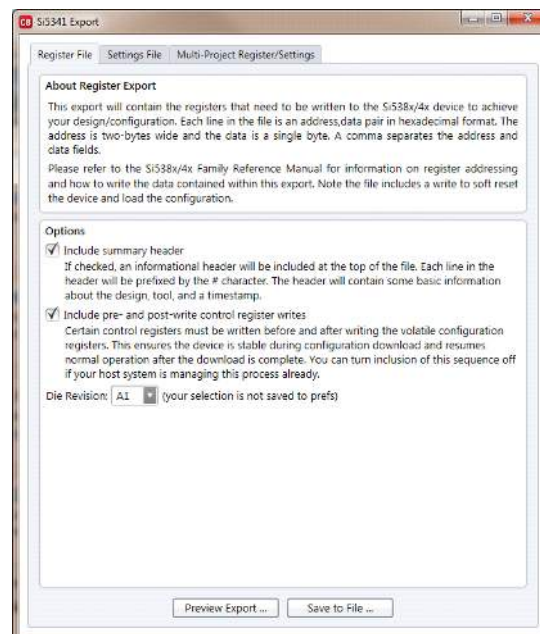 CB Si5341 Export
Register File Settings File Multi-Project Register/Settings
About Register Export
This export will contain the registers that need to be written to the Si538x/4x device to achieve
your design/configuration. Each line in the file is an address,data pair in hexadecimal format. The
address is two-bytes wide and the data is a single byte. A comma separates the address and
data fields.
Please refer to the Si538x/4x Family Reference Manual for information on register addressing
and how to write the data contained within this export. Note the file includes a write to soft reset
the device and load the configuration.
Options
Include summary header
If checked, an informational header will be included at the top of the file. Each line in the
header will be prefixed by the # character. The header will contain some basic information
about the design, tool, and a timestamp.
Include pre- and post-write control register writes
Certain control registers must be written before and after writing the volatile configuration
registers. This ensures the device is stable during configuration download and resumes
normal operation after the download is complete. You can turn inclusion of this sequence off
if your host system is managing this process already.
Die Revision: A1 (your selection is not saved to prefs)
Preview Export ... Save to File ...